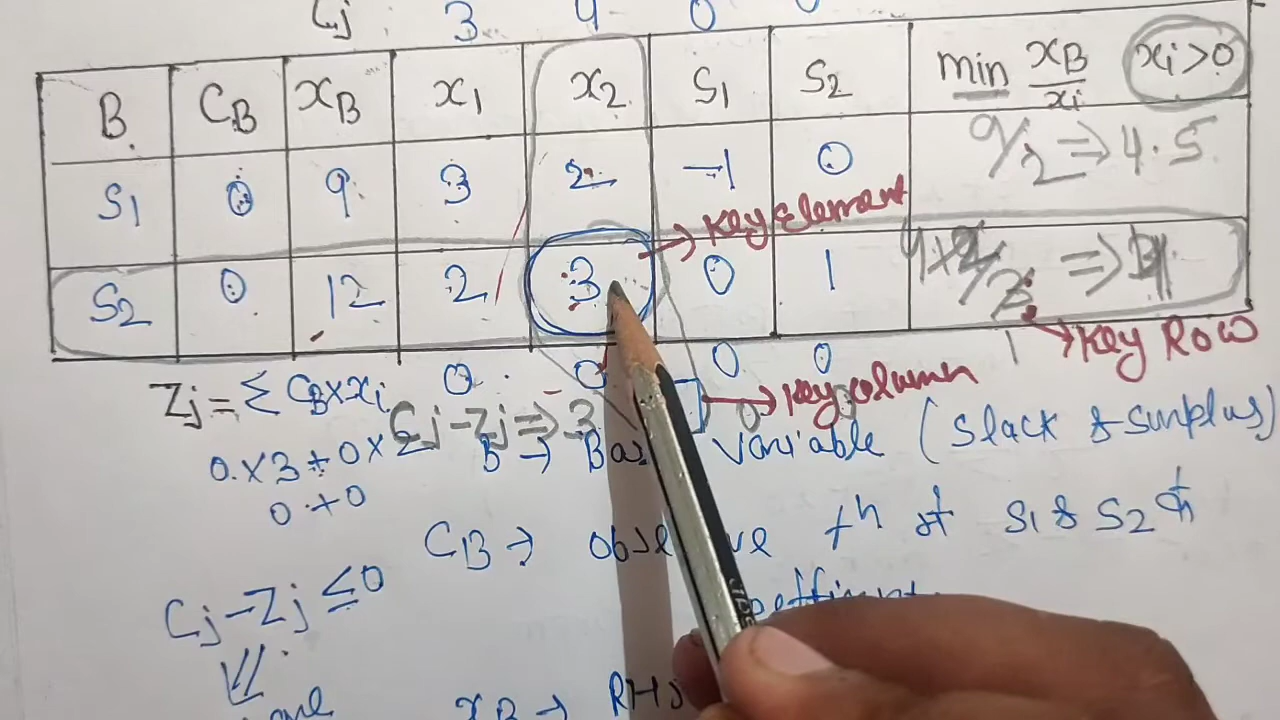 Cj : 3 4 0 0
B CB xB x1 x2 S1 S2 min xB/xi xi>0
S1 0 9 3 2 -1 0 9/2 ⇒ 4.5
→ Key Element
S2 0 12 2 3 0 1 ⇒ 4
→ Key Row
Zj = Σ CB×xi 0 0 0 0
→ Key column
Cj - Zj ⇒ 3 0 0
0×3+0×2
B → variable (slack & surplus)
0+0
CB → of S1 & S2
Cj - Zj ≤ 0
xB → RHS